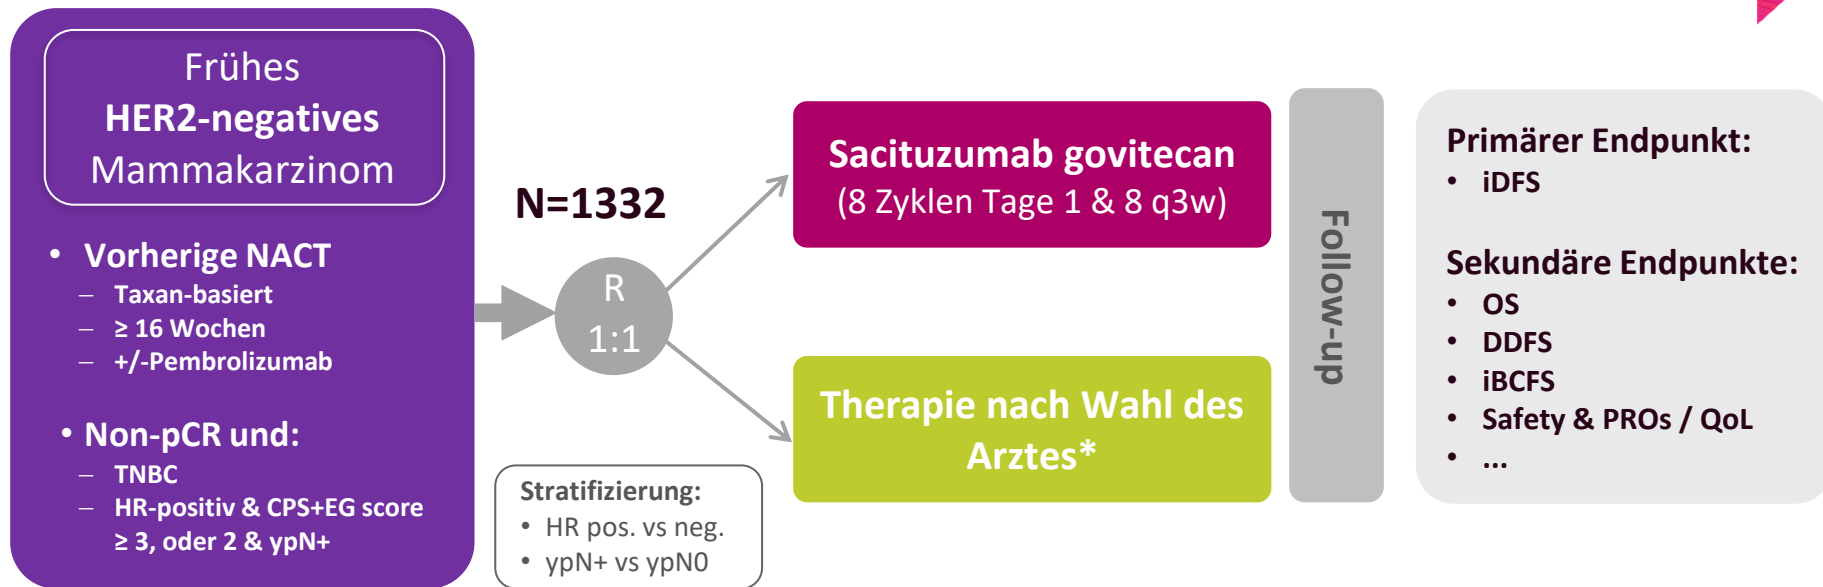 Frühes
HER2-negatives
Mammakarzinom
• Vorherige NACT
– Taxan-basiert
– ≥ 16 Wochen
– +/-Pembrolizumab
• Non-pCR und:
– TNBC
– HR-positiv & CPS+EG score
≥ 3, oder 2 & ypN+
N=1332
R
1:1
Stratifizierung:
• HR pos. vs neg.
• ypN+ vs ypN0
Sacituzumab govitecan
(8 Zyklen Tage 1 & 8 q3w)
Therapie nach Wahl des
Arztes*
Follow-up
Primärer Endpunkt:
• iDFS
Sekundäre Endpunkte:
• OS
• DDFS
• iBCFS
• Safety & PROs / QoL
• ...